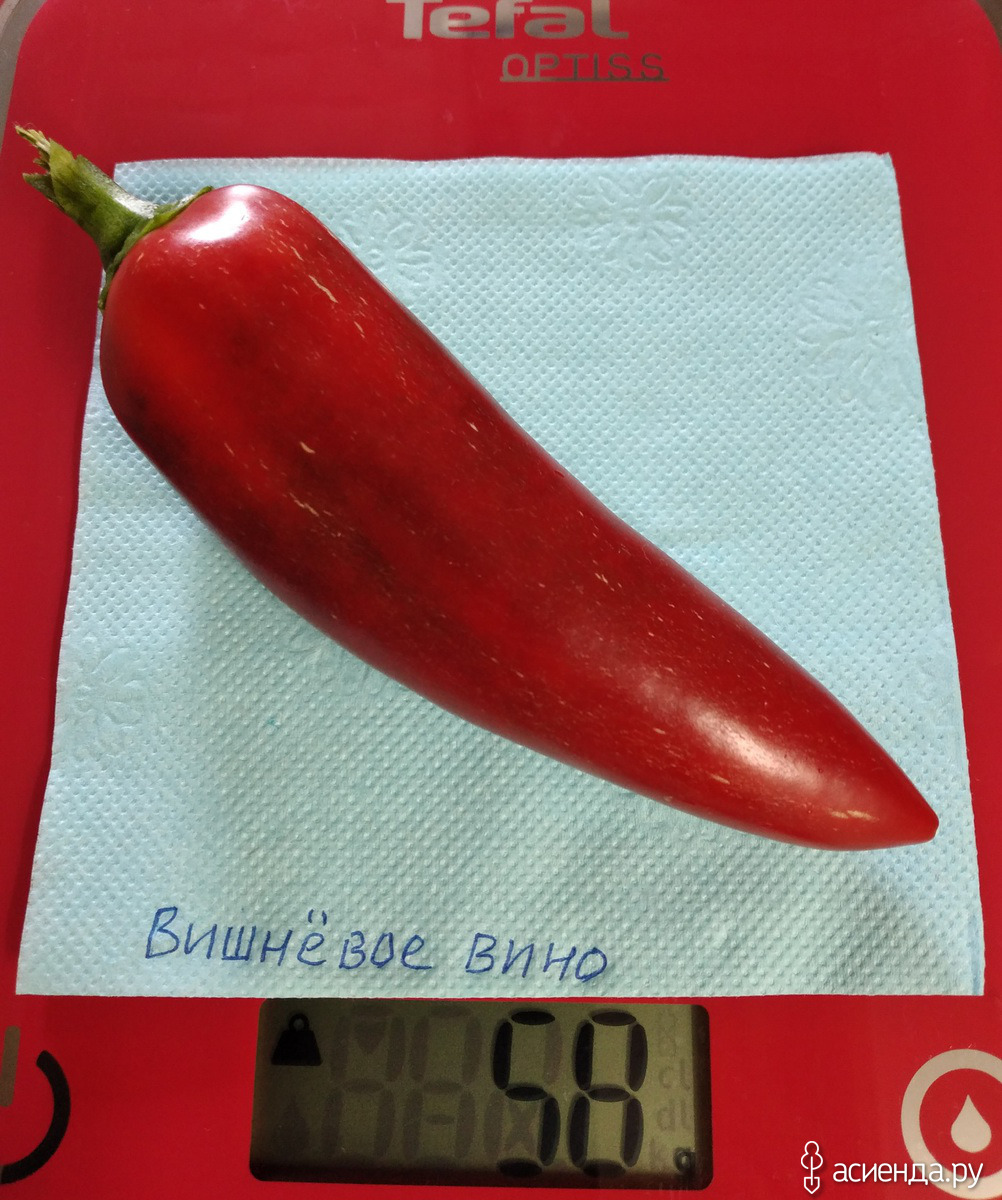 Tefal
OPTISS
Вишнёвое вино
58
g
асиенда.ру